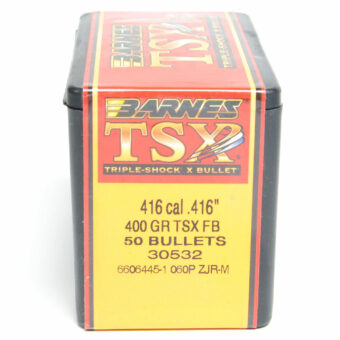 BARNES
TSX
TRIPLE-SHOCK X BULLET
416 cal .416"
400 GR TSX FB
50 BULLETS
30532
6606445-1 060P ZJR-M